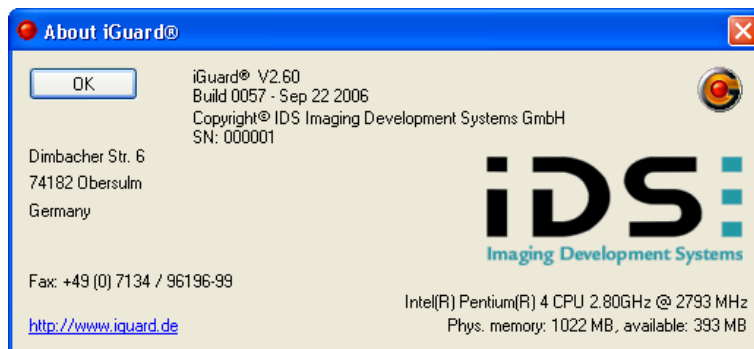 About iGuard®
OK
iGuard® V2.60
Build 0057 - Sep 22 2006
Copyright© IDS Imaging Development Systems GmbH
SN: 000001
Dimbacher Str. 6
74182 Obersulm
Germany
iDS
Imaging Development Systems
Fax: +49 (0) 7134 / 96196-99
Intel(R) Pentium(R) 4 CPU 2.80GHz @ 2793 MHz
http://www.iguard.de
Phys. memory: 1022 MB, available: 393 MB